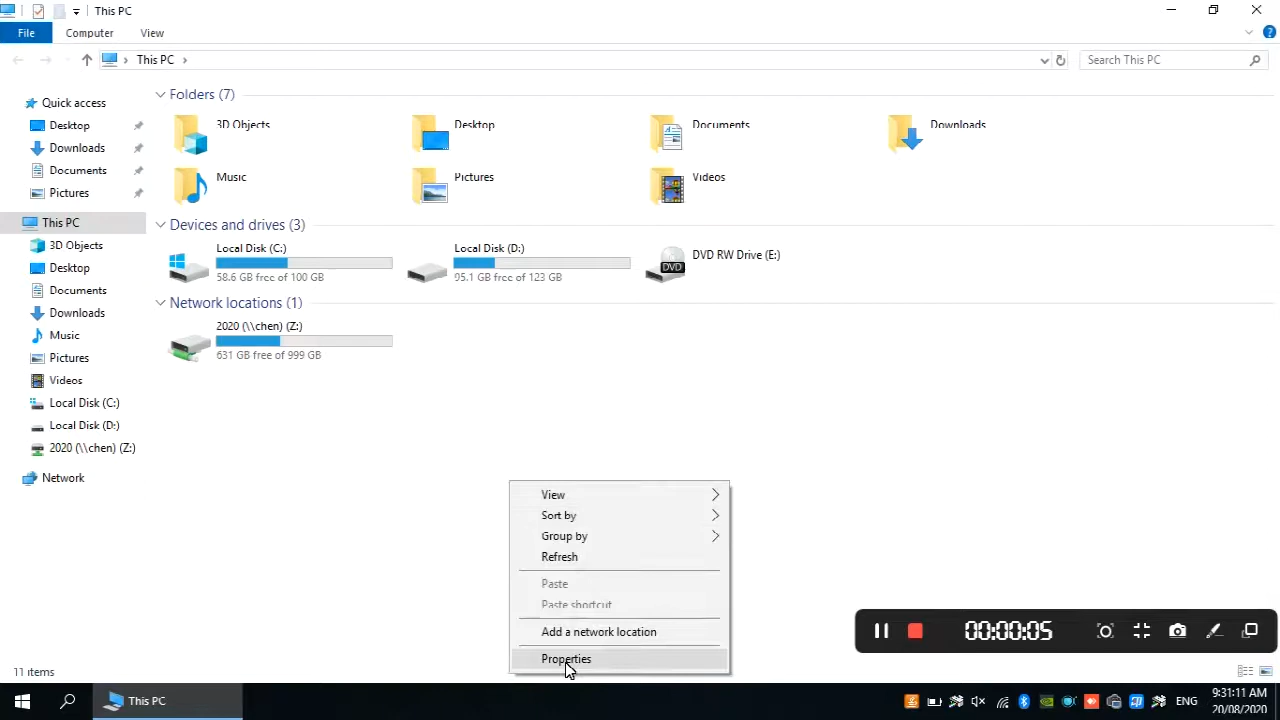 This PC
File Computer View
This PC
Search This PC
Quick access
Desktop
Downloads
Documents
Pictures
This PC
3D Objects
Desktop
Documents
Downloads
Music
Pictures
Videos
Local Disk (C:)
Local Disk (D:)
2020 (\\chen) (Z:)
Network
Folders (7)
3D Objects
Desktop
Documents
Downloads
Music
Pictures
Videos
Devices and drives (3)
Local Disk (C:)
58.6 GB free of 100 GB
Local Disk (D:)
95.1 GB free of 123 GB
DVD RW Drive (E:)
DVD
Network locations (1)
2020 (\\chen) (Z:)
631 GB free of 999 GB
View
Sort by
Group by
Refresh
Paste
Paste shortcut
Add a network location
Properties
00:00:05
11 items
This PC
ENG
9:31:11 AM
20/08/2020